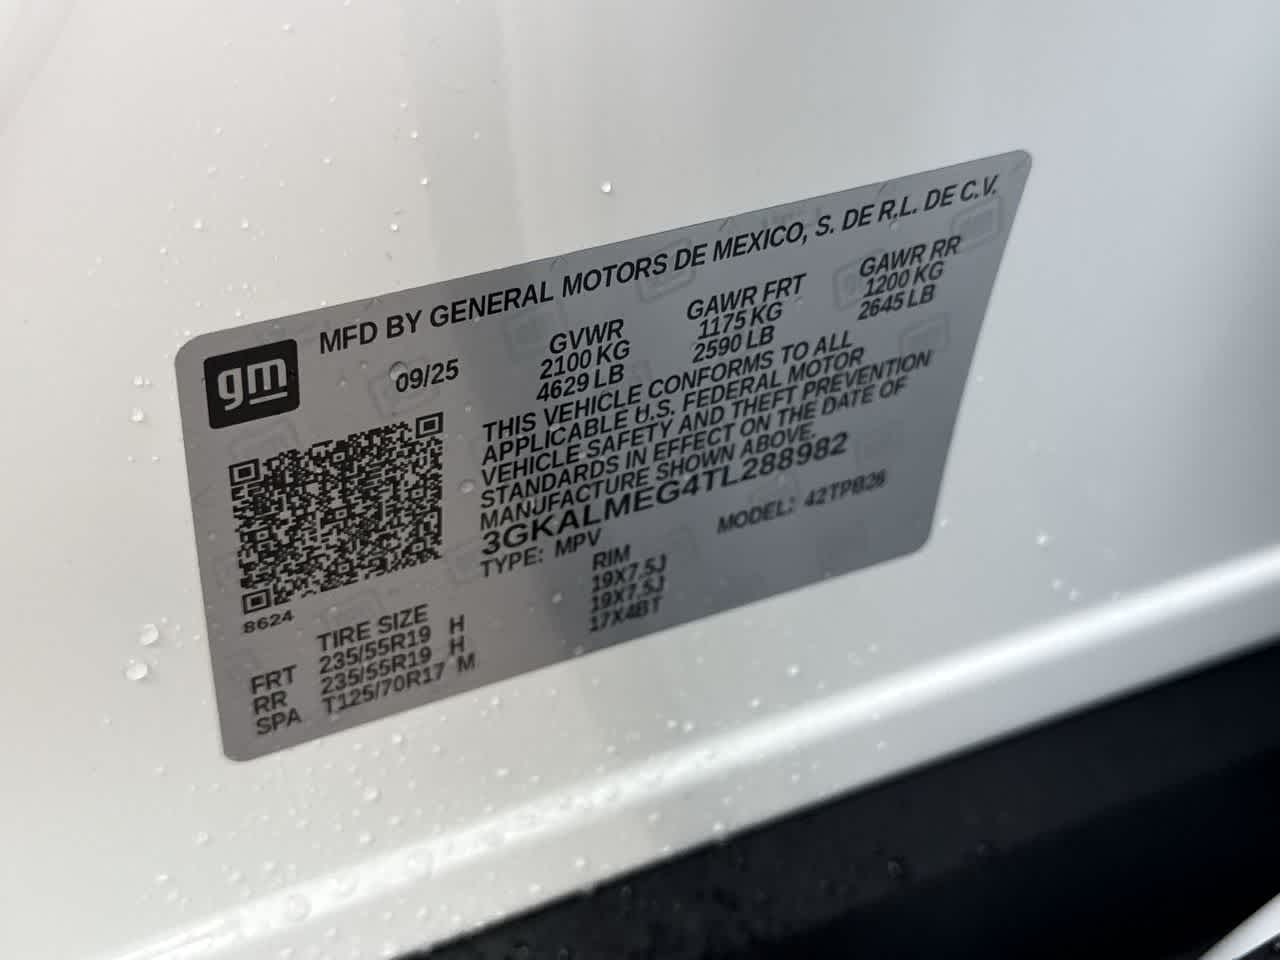 MFD BY GENERAL MOTORS DE MEXICO, S. DE R.L. DE C.V.
gm
09/25
GVWR GAWR FRT GAWR RR
2100 KG 1175 KG 1200 KG
4629 LB 2590 LB 2645 LB
THIS VEHICLE CONFORMS TO ALL
APPLICABLE U.S. FEDERAL MOTOR
VEHICLE SAFETY AND THEFT PREVENTION
STANDARDS IN EFFECT ON THE DATE OF
MANUFACTURE SHOWN ABOVE.
3GKALMEG4TL288982
TYPE: MPV MODEL: 42TPB26
8624
TIRE SIZE RIM
FRT 235/55R19 H 19X7.5J
RR 235/55R19 H 19X7.5J
SPA T125/70R17 M 17X4BT